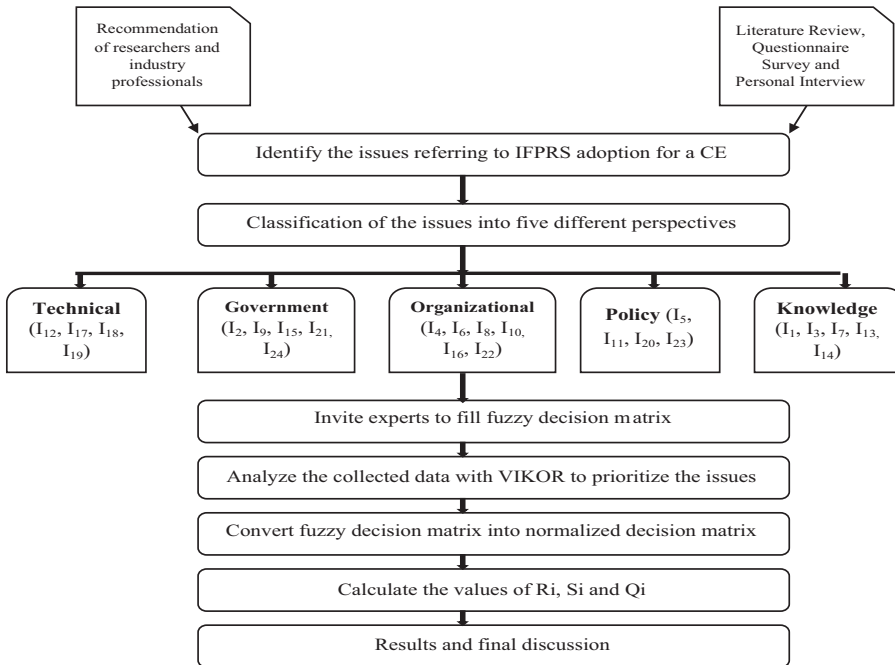 Recommendation
of researchers and
industry
professionals
Literature Review,
Questionnaire
Survey and
Personal Interview
Identify the issues referring to IFPRS adoption for a CE
Classification of the issues into five different perspectives
Technical
(I₁₂, I₁₇, I₁₈,
I₁₉)
Government
(I₂, I₉, I₁₅, I₂₁,
I₂₄)
Organizational
(I₄, I₆, I₈, I₁₀,
I₁₆, I₂₂)
Policy (I₅,
I₁₁, I₂₀, I₂₃)
Knowledge
(I₁, I₃, I₇, I₁₃,
I₁₄)
Invite experts to fill fuzzy decision matrix
Analyze the collected data with VIKOR to prioritize the issues
Convert fuzzy decision matrix into normalized decision matrix
Calculate the values of Ri, Si and Qi
Results and final discussion